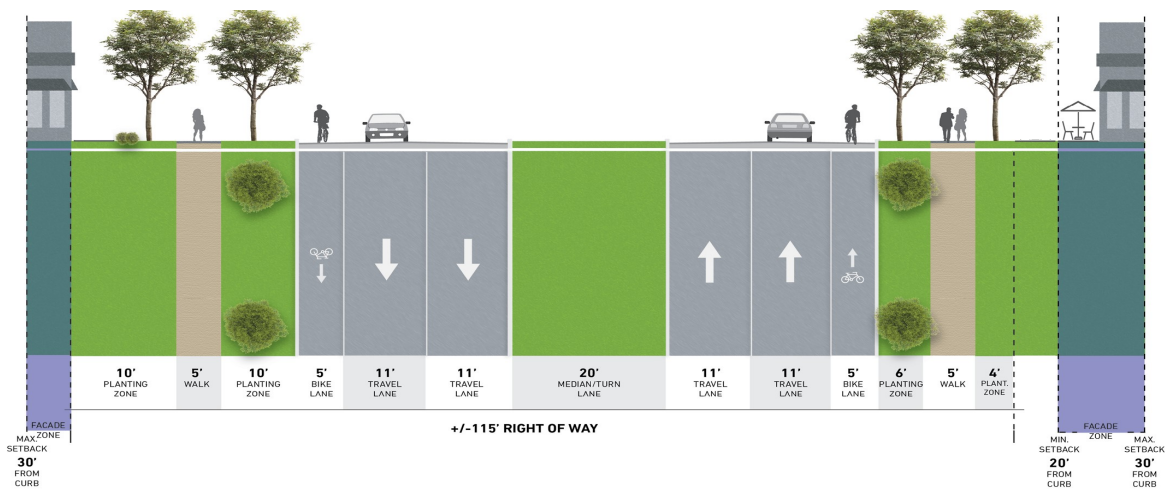 10’
PLANTING
ZONE
5’
WALK
10’
PLANTING
ZONE
5’
BIKE
LANE
11’
TRAVEL
LANE
11’
TRAVEL
LANE
20’
MEDIAN/TURN
LANE
11’
TRAVEL
LANE
11’
TRAVEL
LANE
5’
BIKE
LANE
6’
PLANTING
ZONE
5’
WALK
4’
PLANT.
ZONE
+/-115’ RIGHT OF WAY
FACADE
ZONE
MAX.
SETBACK
30’
FROM
CURB
MIN.
SETBACK
20’
FROM
CURB
FACADE
ZONE
MAX.
SETBACK
30’
FROM
CURB